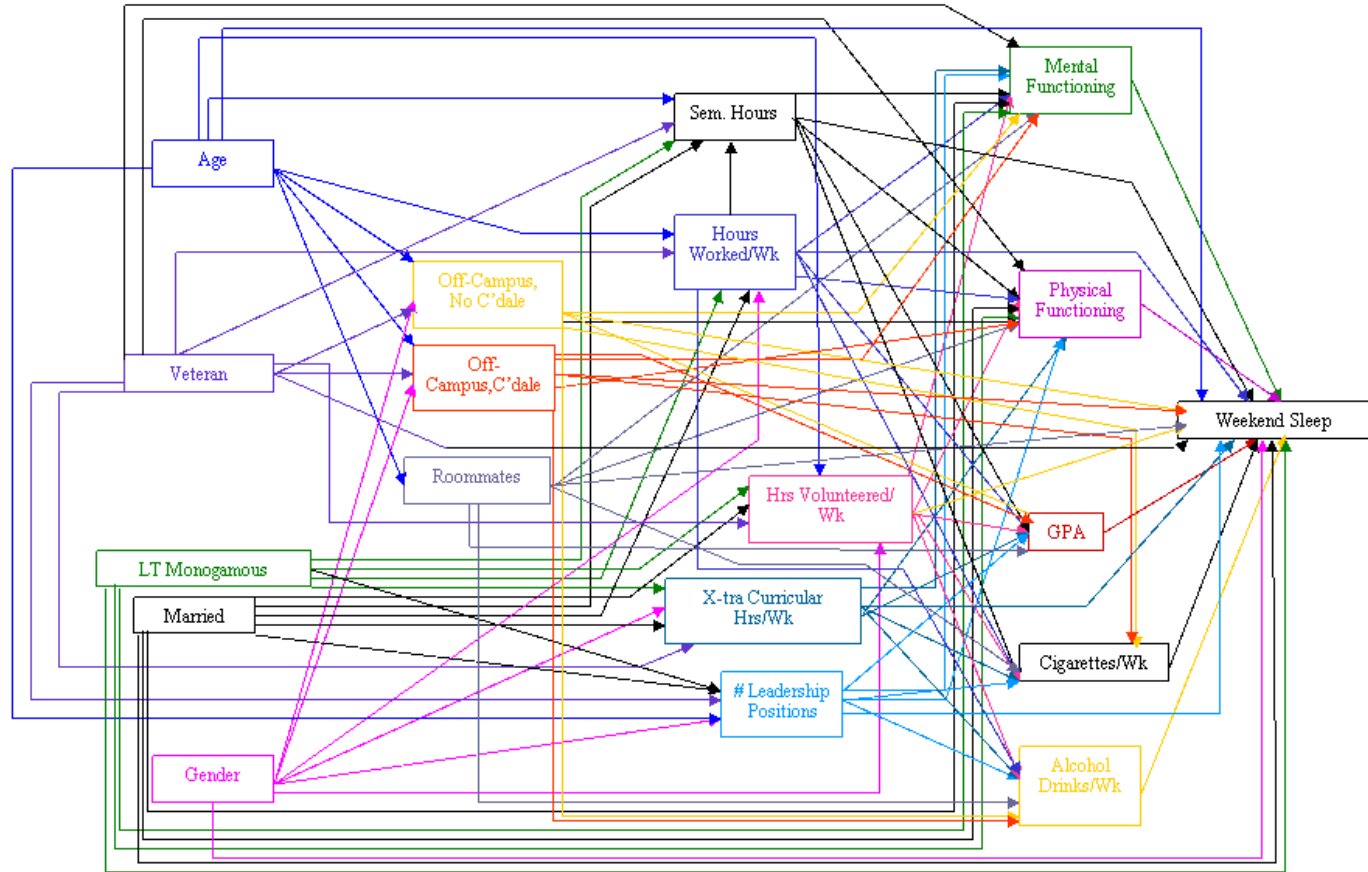 Mental
Functioning
Sem. Hours
Age
Hours
Worked/Wk
Off-Campus,
No C'dale
Physical
Functioning
Off-
Campus,C'dale
Veteran
Weekend Sleep
Roommates
Hrs Volunteered/
Wk
GPA
LT Monogamous
X-tra Curricular
Hrs/Wk
Married
Cigarettes/Wk
# Leadership
Positions
Gender
Alcohol
Drinks/Wk